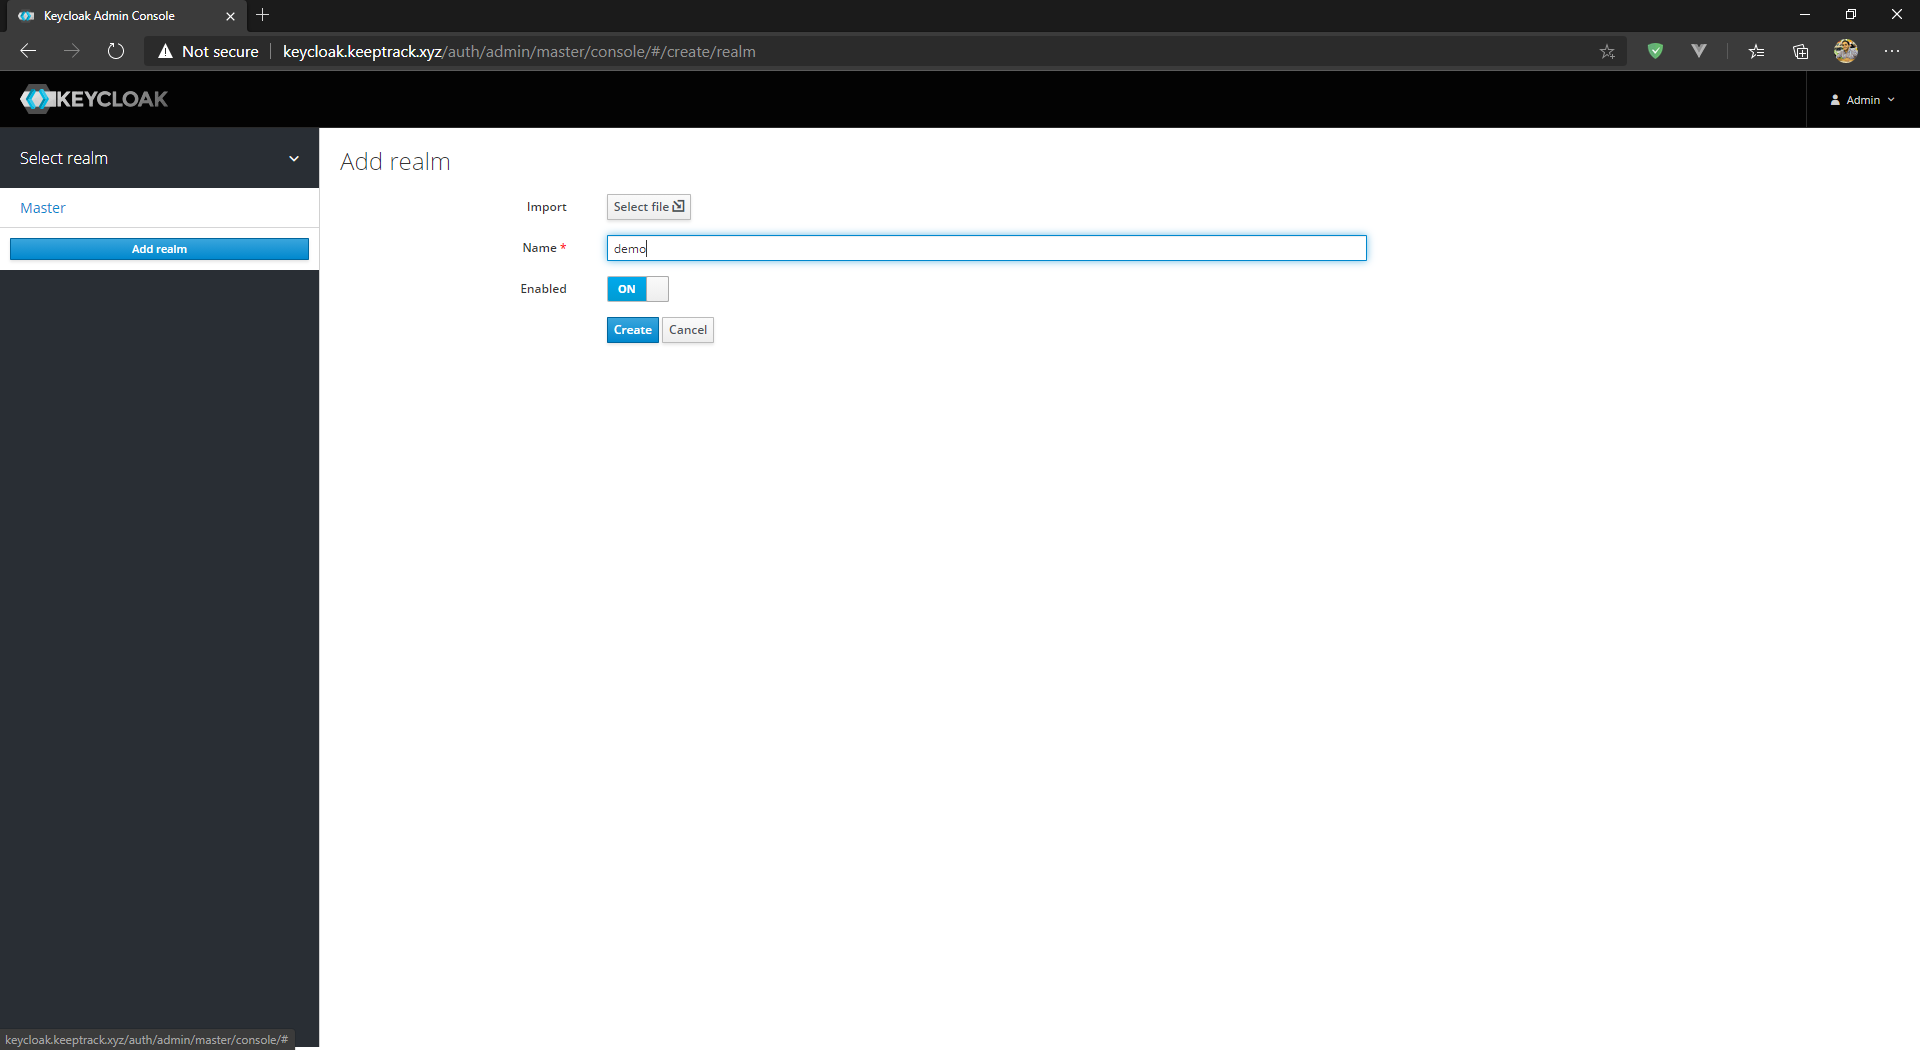 Keycloak Admin Console
Not secure keycloak.keeptrack.xyz/auth/admin/master/console/#/create/realm
KEYCLOAK
Admin
Select realm
Master
Add realm
Add realm
Import Select file
Name * demo
Enabled ON
Create Cancel
keycloak.keeptrack.xyz/auth/admin/master/console/#